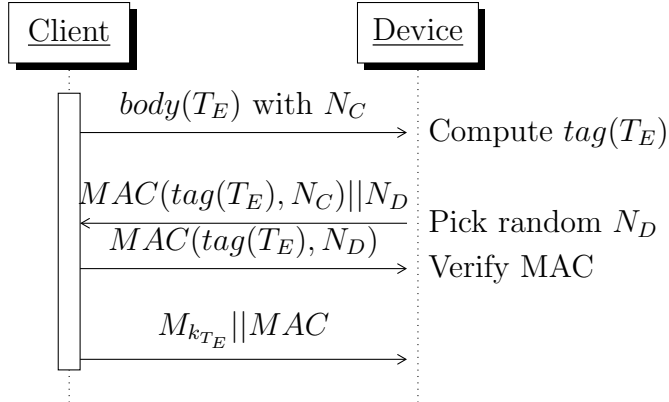 Client Device
body(T_E) with N_C
Compute tag(T_E)
MAC(tag(T_E), N_C)||N_D
Pick random N_D
MAC(tag(T_E), N_D)
Verify MAC
M_{k_{T_E}}||MAC